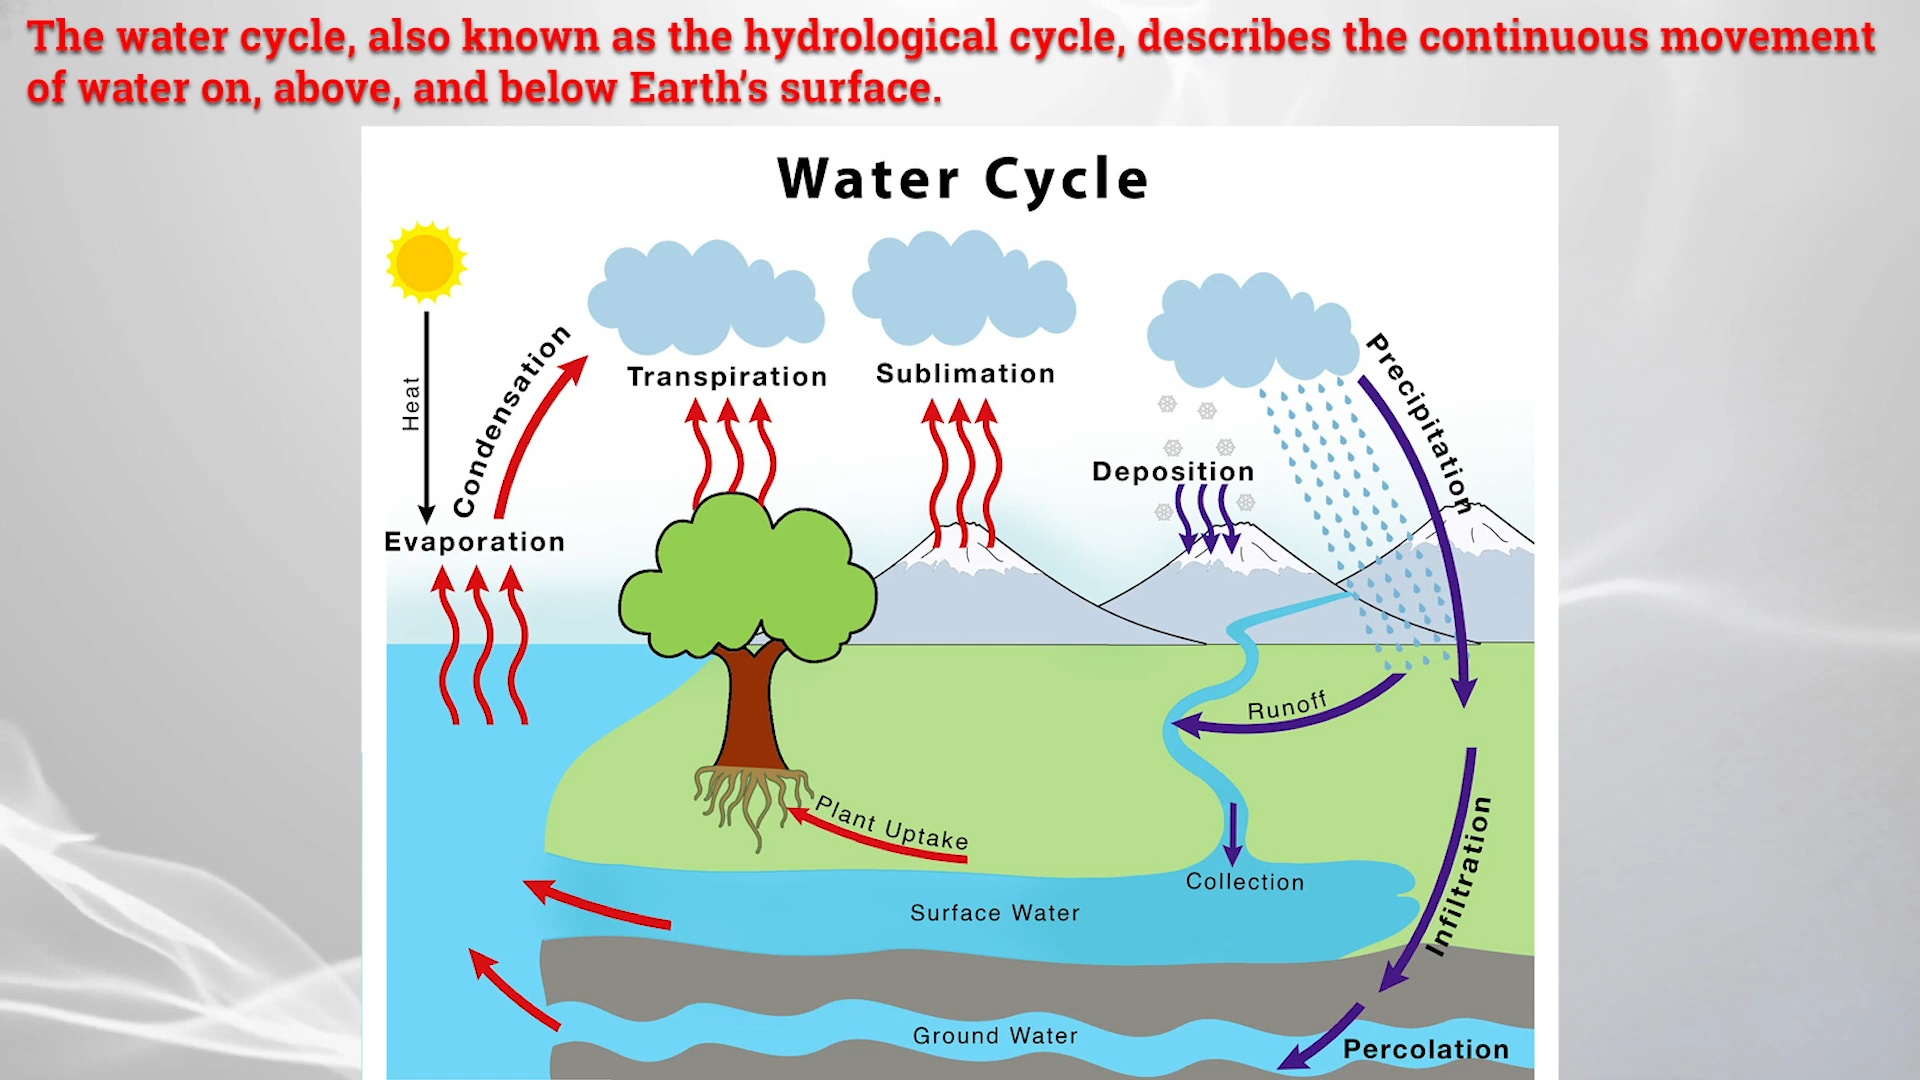 The water cycle, also known as the hydrological cycle, describes the continuous movement
of water on, above, and below Earth’s surface.
Water Cycle
Heat
Condensation
Evaporation
Transpiration
Sublimation
Deposition
Precipitation
Runoff
Plant Uptake
Collection
Surface Water
Infiltration
Ground Water
Percolation